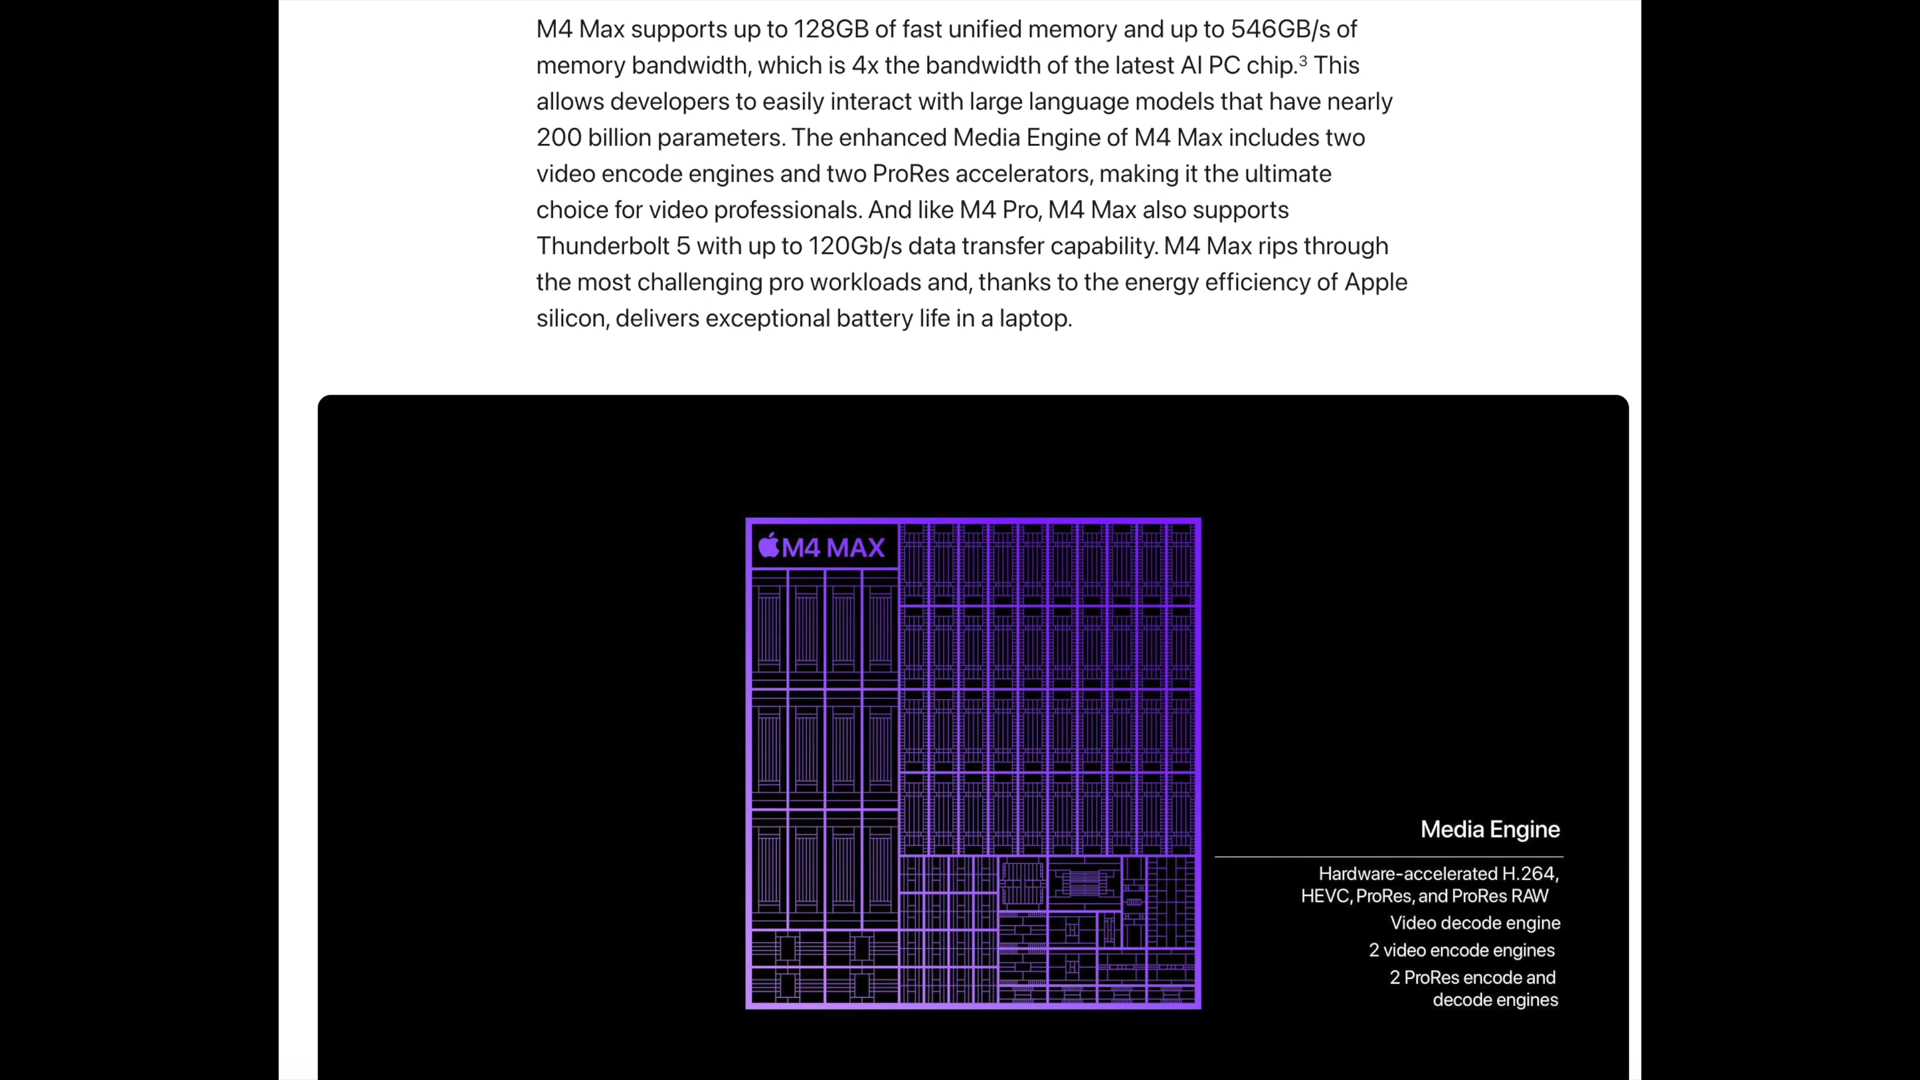 M4 Max supports up to 128GB of fast unified memory and up to 546GB/s of
memory bandwidth, which is 4x the bandwidth of the latest AI PC chip.³ This
allows developers to easily interact with large language models that have nearly
200 billion parameters. The enhanced Media Engine of M4 Max includes two
video encode engines and two ProRes accelerators, making it the ultimate
choice for video professionals. And like M4 Pro, M4 Max also supports
Thunderbolt 5 with up to 120Gb/s data transfer capability. M4 Max rips through
the most challenging pro workloads and, thanks to the energy efficiency of Apple
silicon, delivers exceptional battery life in a laptop.
M4 MAX
Media Engine
Hardware-accelerated H.264,
HEVC, ProRes, and ProRes RAW
Video decode engine
2 video encode engines
2 ProRes encode and
decode engines